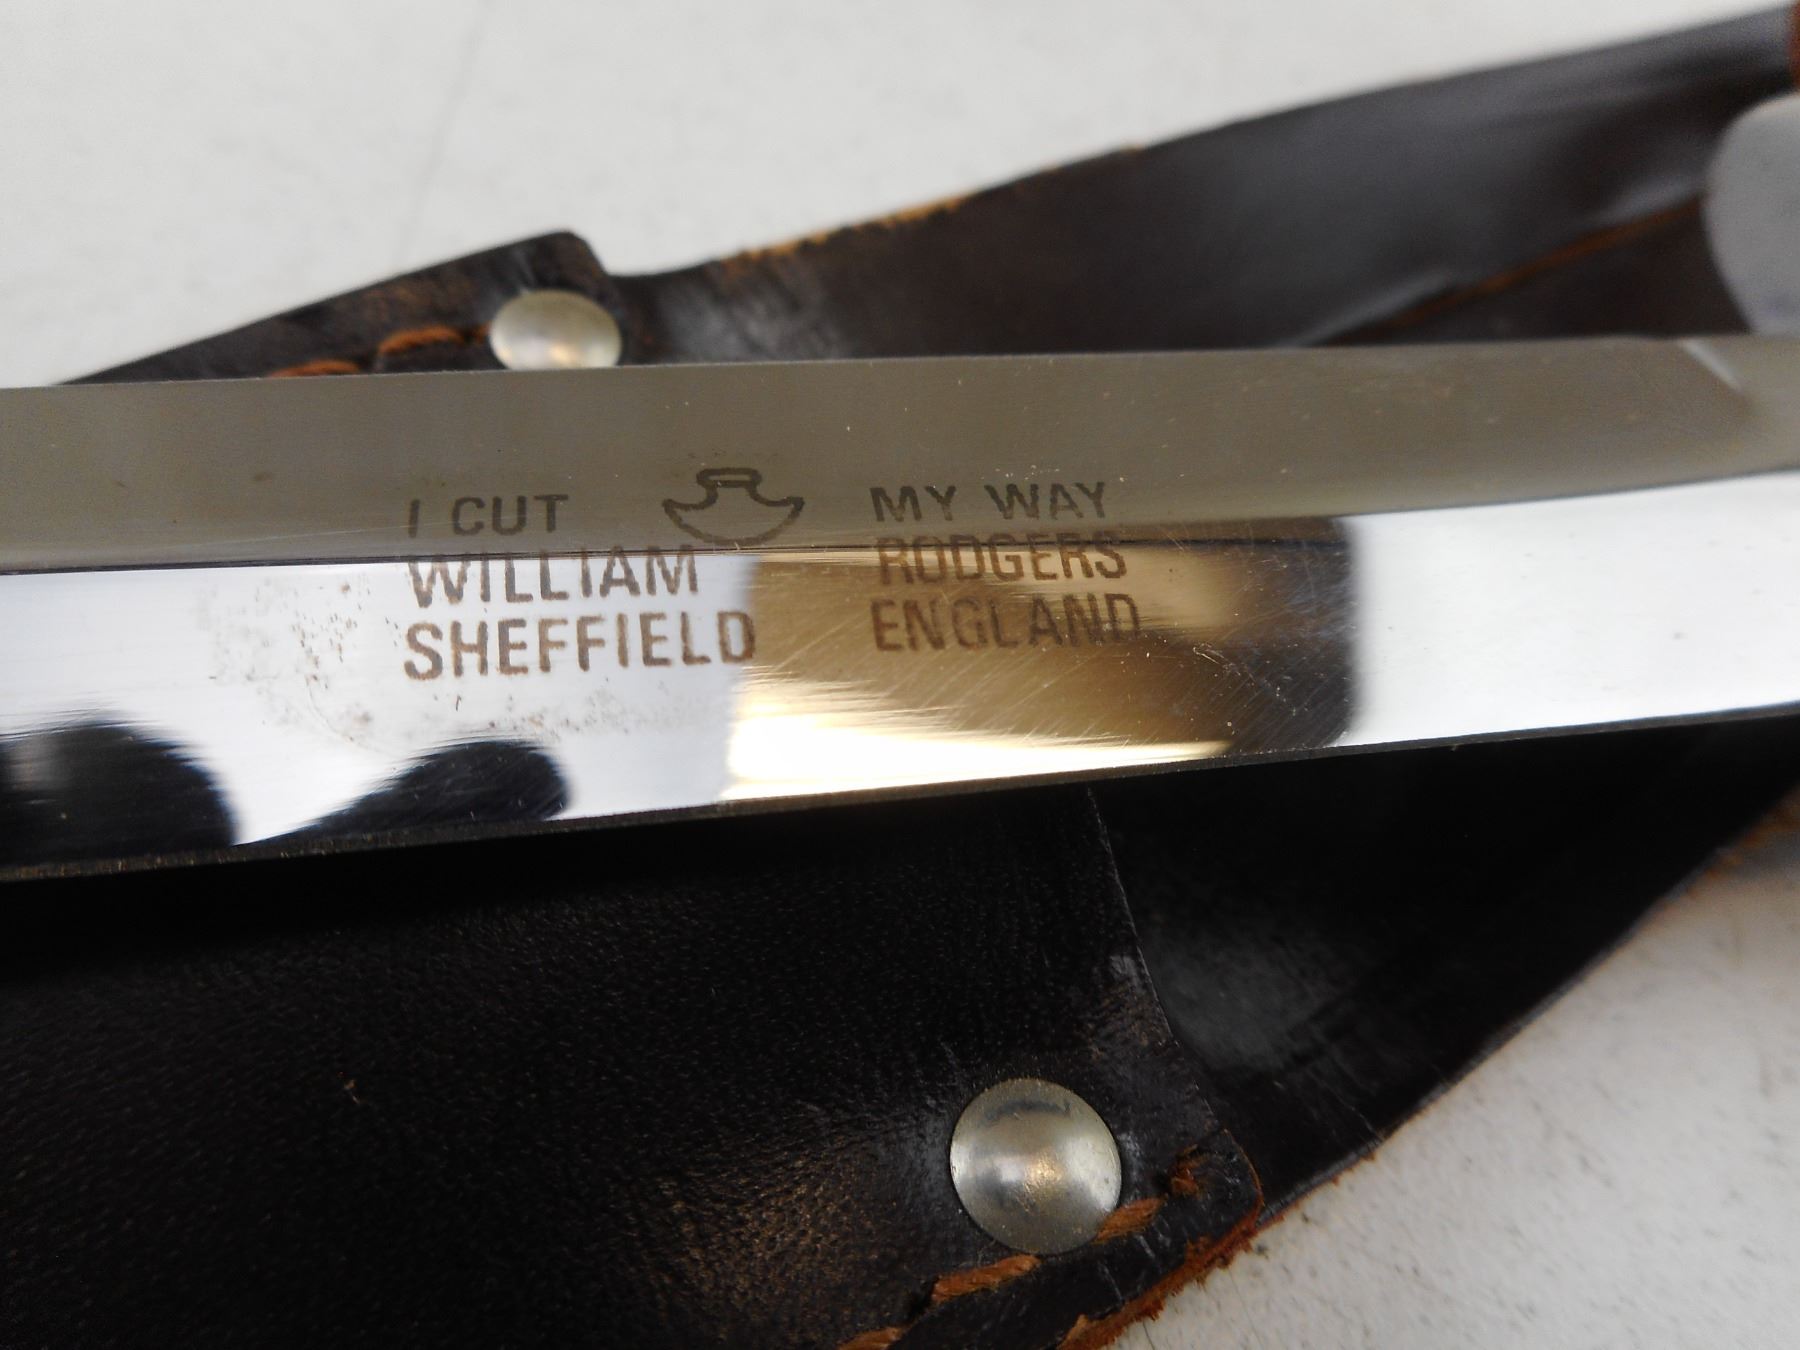 I CUT MY WAY
WILLIAM RODGERS
SHEFFIELD ENGLAND